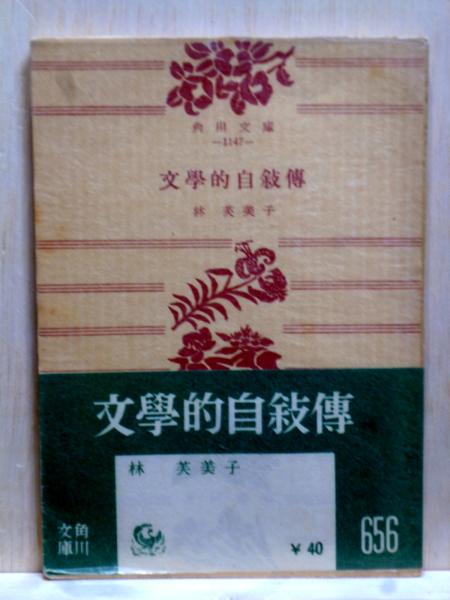 角川文庫
—1147—
文學的自敍傳
林 芙美子
文學的自敍傳
林 芙美子
角川
文庫
¥ 40
656